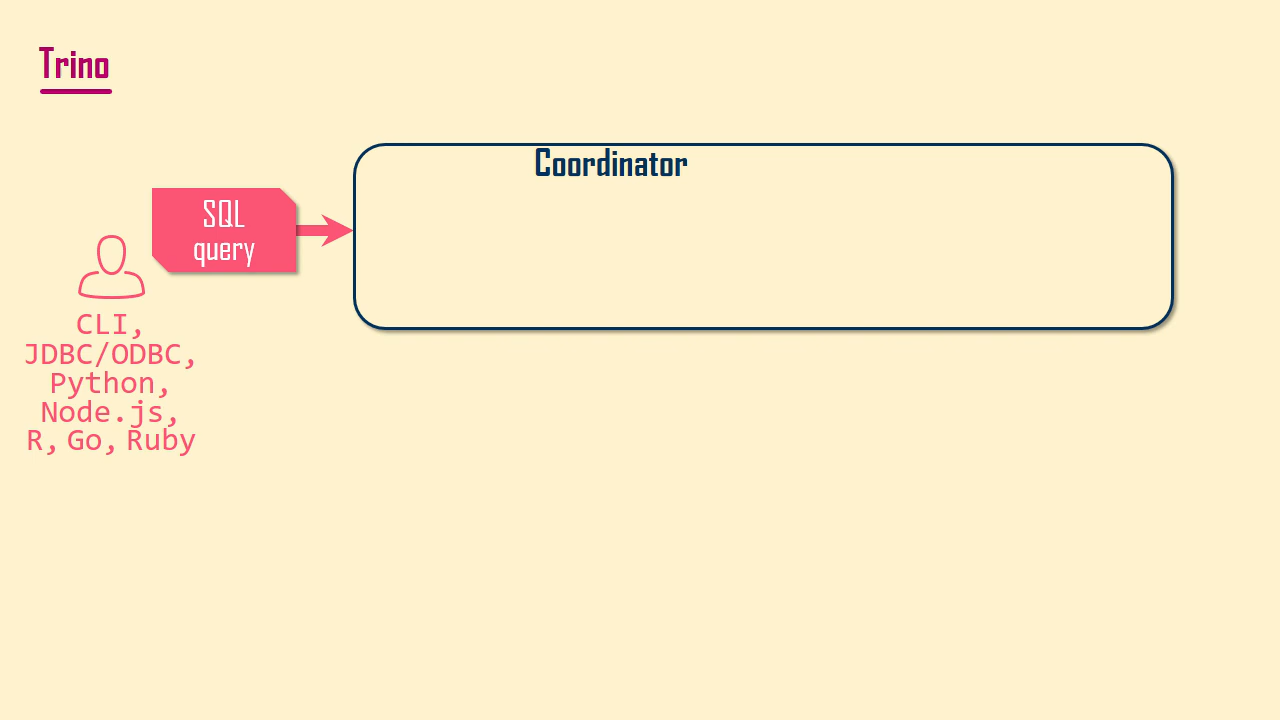 Trino
Coordinator
SQL
query
CLI,
JDBC/ODBC,
Python,
Node.js,
R, Go, Ruby